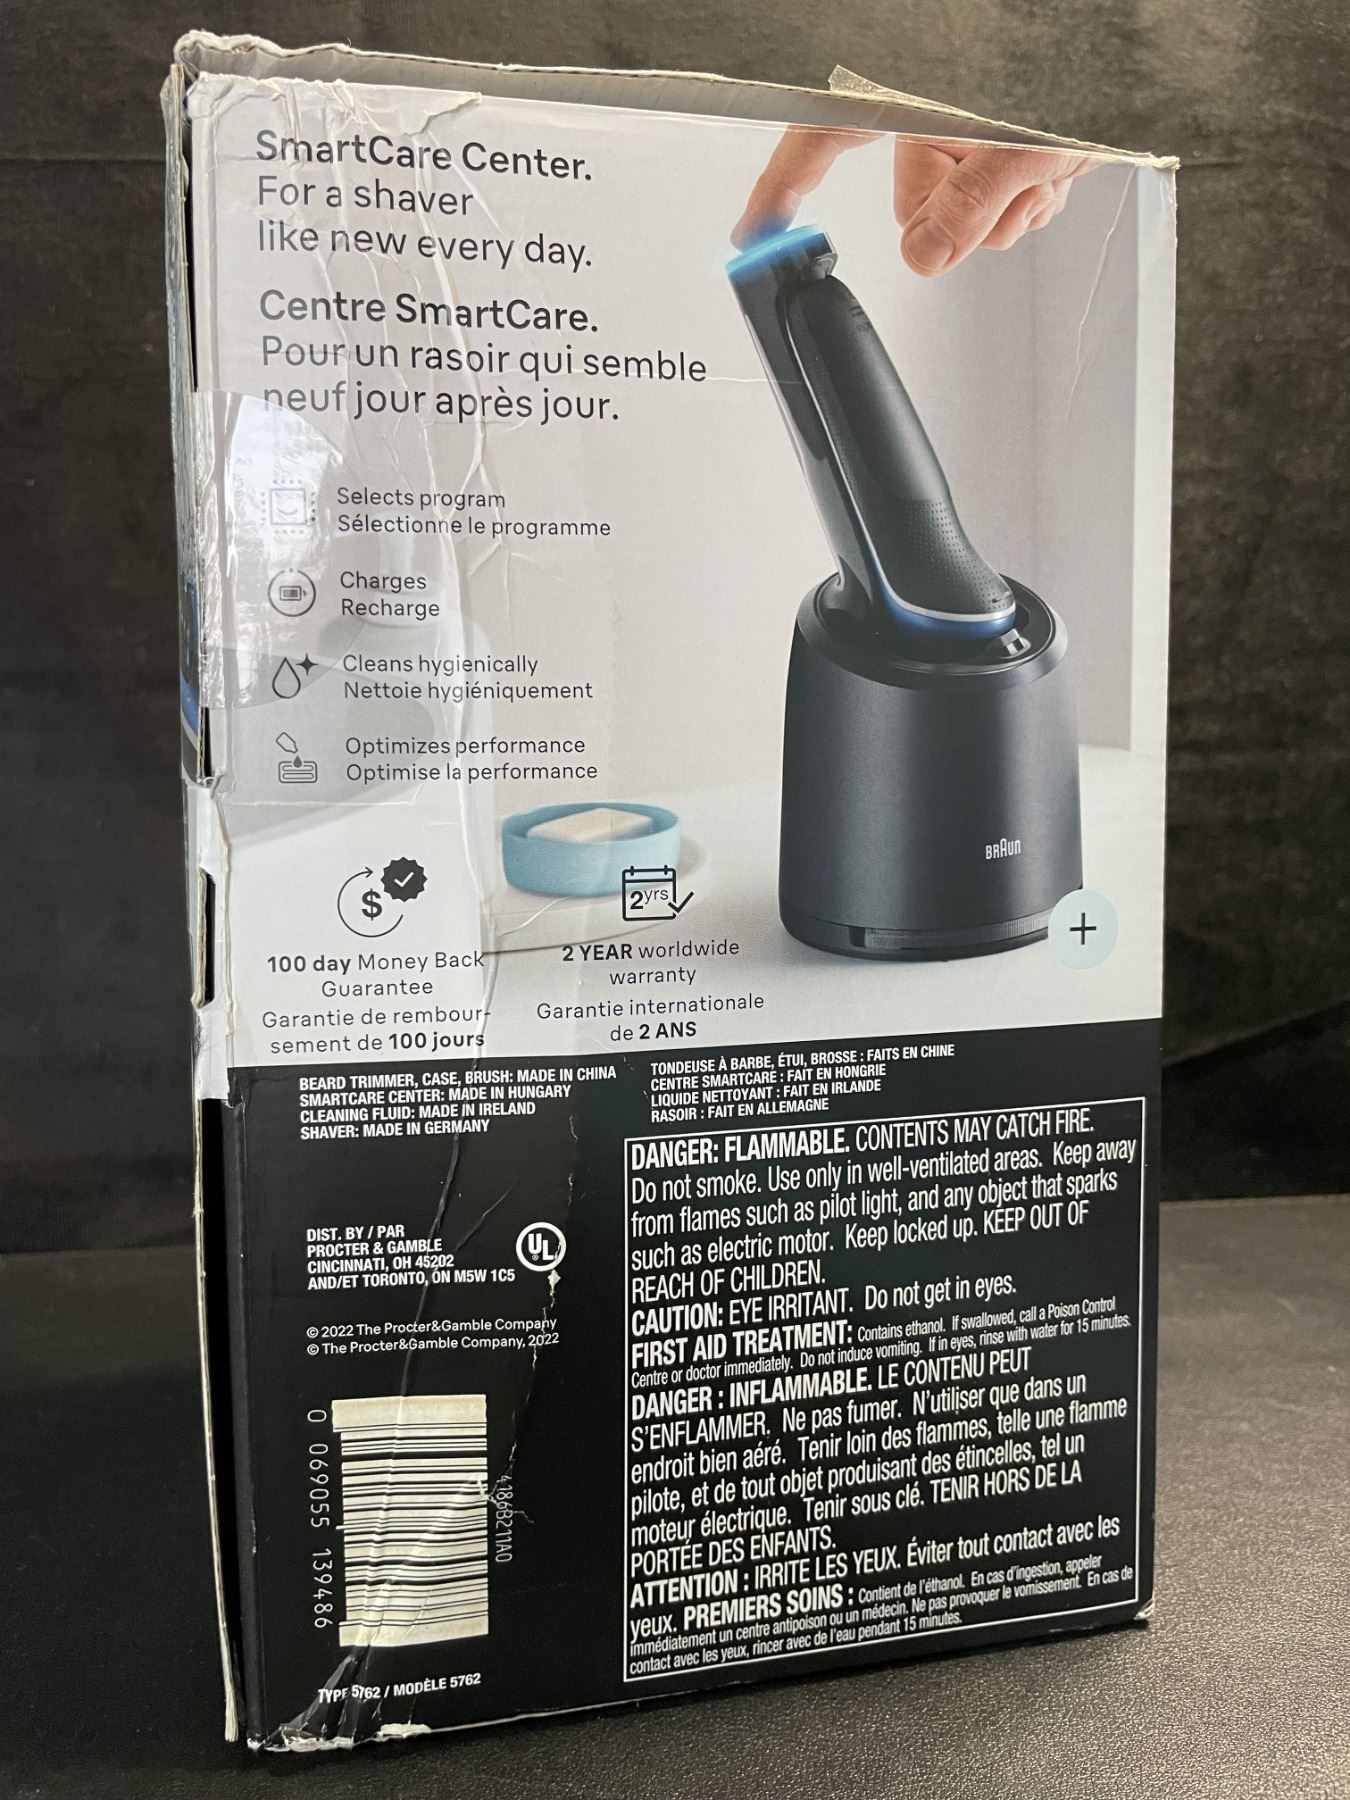 SmartCare Center.
For a shaver
like new every day.
Centre SmartCare.
Pour un rasoir qui semble
neuf jour après jour.
Selects program
Sélectionne le programme
Charges
Recharge
Cleans hygienically
Nettoie hygiéniquement
Optimizes performance
Optimise la performance
BRAUN
+
$
100 day Money Back
Guarantee
Garantie de rembour-
sement de 100 jours
2yrs
2 YEAR worldwide
warranty
Garantie internationale
de 2 ANS
BEARD TRIMMER, CASE, BRUSH: MADE IN CHINA
SMARTCARE CENTER: MADE IN HUNGARY
CLEANING FLUID: MADE IN IRELAND
SHAVER: MADE IN GERMANY
TONDEUSE À BARBE, ÉTUI, BROSSE : FAITS EN CHINE
CENTRE SMARTCARE : FAIT EN HONGRIE
LIQUIDE NETTOYANT : FAIT EN IRLANDE
RASOIR : FAIT EN ALLEMAGNE
DIST. BY / PAR
PROCTER & GAMBLE
CINCINNATI, OH 45202
AND/ET TORONTO, ON M5W 1C5
UL
®
© 2022 The Procter&Gamble Company
© The Procter&Gamble Company, 2022
0 069055 139486
4186B211A0
TYPE 5762 / MODÈLE 5762
DANGER: FLAMMABLE. CONTENTS MAY CATCH FIRE.
Do not smoke. Use only in well-ventilated areas. Keep away
from flames such as pilot light, and any object that sparks
such as electric motor. Keep locked up. KEEP OUT OF
REACH OF CHILDREN.
CAUTION: EYE IRRITANT. Do not get in eyes.
FIRST AID TREATMENT: Contains ethanol. If swallowed, call a Poison Control
Centre or doctor immediately. Do not induce vomiting. If in eyes, rinse with water for 15 minutes.
DANGER : INFLAMMABLE. LE CONTENU PEUT
S'ENFLAMMER. Ne pas fumer. N'utiliser que dans un
endroit bien aéré. Tenir loin des flammes, telle une flamme
pilote, et de tout objet produisant des étincelles, tel un
moteur électrique. Tenir sous clé. TENIR HORS DE LA
PORTÉE DES ENFANTS.
ATTENTION : IRRITE LES YEUX. Éviter tout contact avec les
yeux. PREMIERS SOINS : Contient de l'éthanol. En cas d'ingestion, appeler
immédiatement un centre antipoison ou un médecin. Ne pas provoquer le vomissement. En cas de
contact avec les yeux, rincer avec de l'eau pendant 15 minutes.